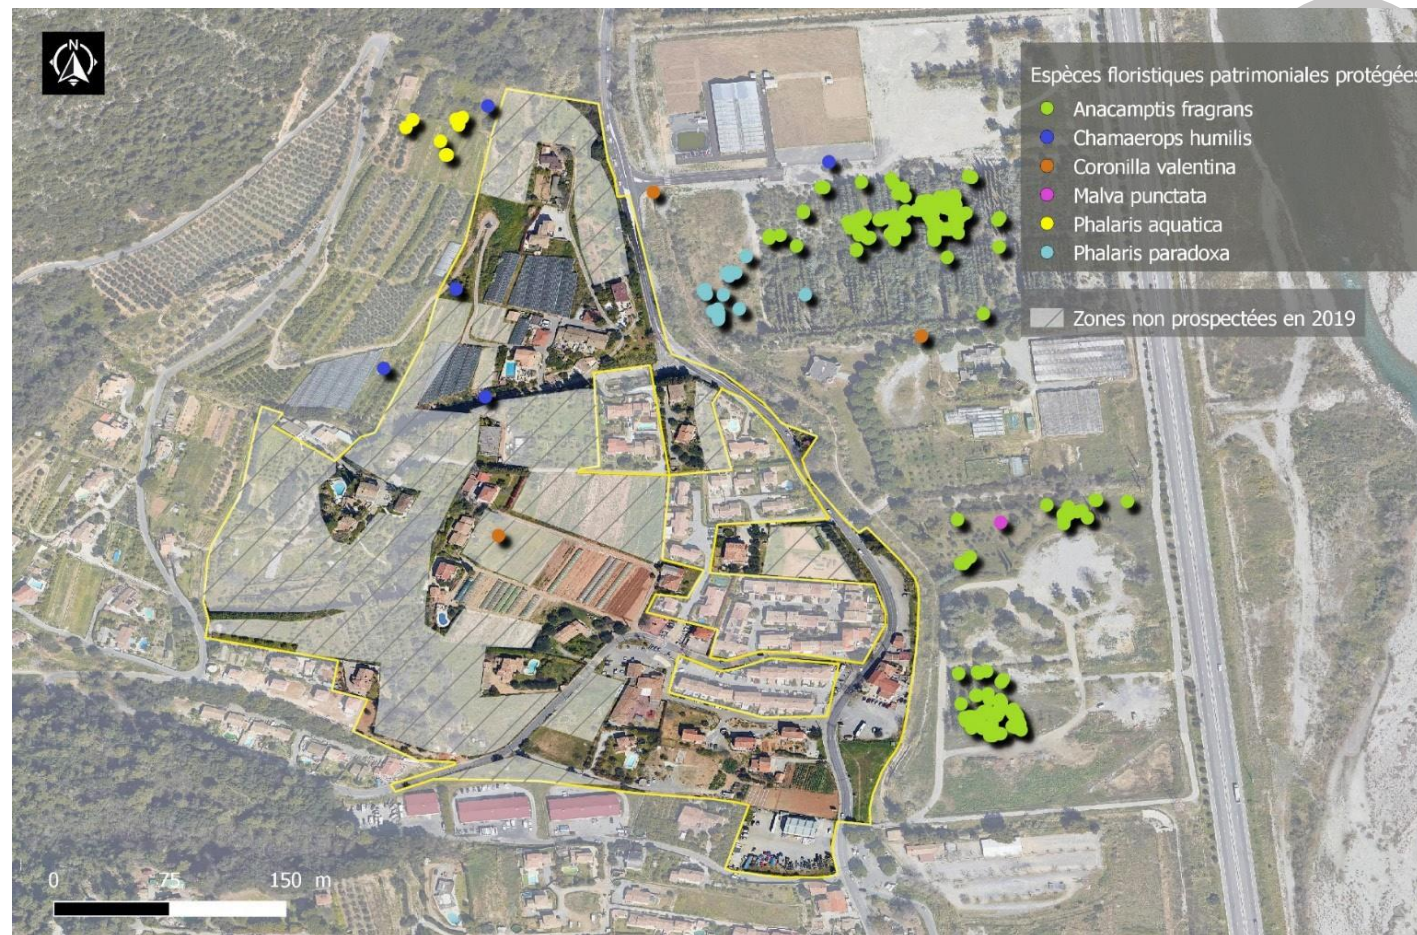 N
Espèces floristiques patrimoniales protégées
Anacamptis fragrans
Chamaerops humilis
Coronilla valentina
Malva punctata
Phalaris aquatica
Phalaris paradoxa
Zones non prospectées en 2019
0 75 150 m